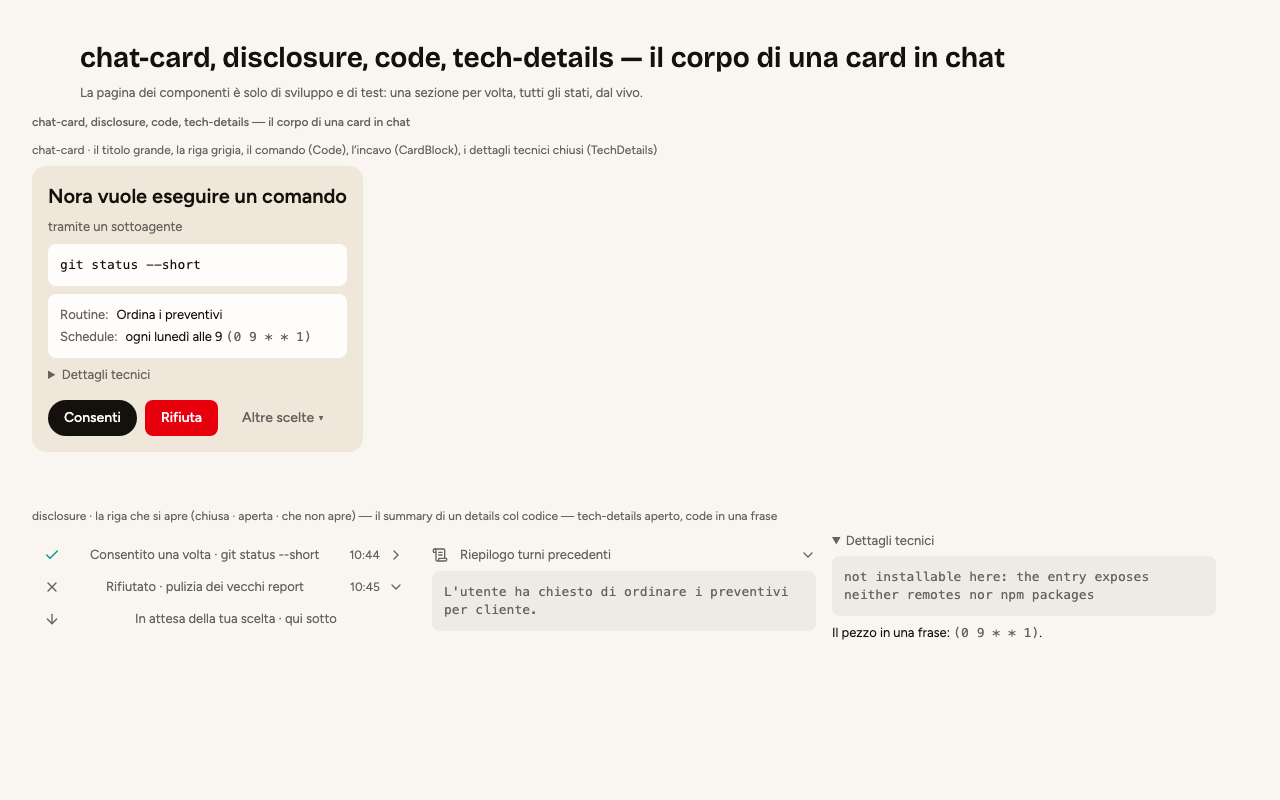 chat-card, disclosure, code, tech-details — il corpo di una card in chat
La pagina dei componenti è solo di sviluppo e di test: una sezione per volta, tutti gli stati, dal vivo.
chat-card, disclosure, code, tech-details — il corpo di una card in chat
chat-card · il titolo grande, la riga grigia, il comando (Code), l'incavo (CardBlock), i dettagli tecnici chiusi (TechDetails)
Nora vuole eseguire un comando
tramite un sottoagente
git status --short
Routine: Ordina i preventivi
Schedule: ogni lunedì alle 9 (0 9 * * 1)
Dettagli tecnici
Consenti Rifiuta Altre scelte
disclosure · la riga che si apre (chiusa · aperta · che non apre) — il summary di un details col codice — tech-details aperto, code in una frase
Consentito una volta · git status --short 10:44
Rifiutato · pulizia dei vecchi report 10:45
In attesa della tua scelta · qui sotto
Riepilogo turni precedenti
L'utente ha chiesto di ordinare i preventivi
per cliente.
Dettagli tecnici
not installable here: the entry exposes
neither remotes nor npm packages
Il pezzo in una frase: (0 9 * * 1).